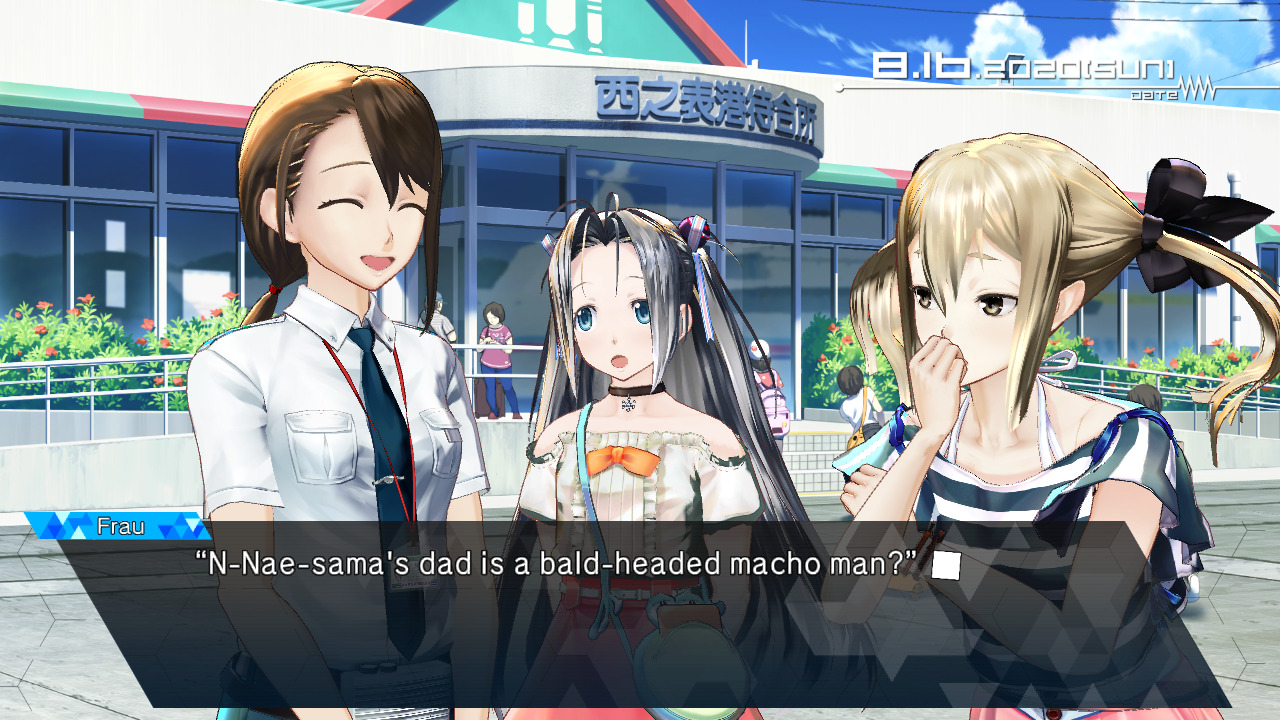 8.16.2020(SUN)
DATE
西之表港待合所
Frau
“N-Nae-sama's dad is a bald-headed macho man?”